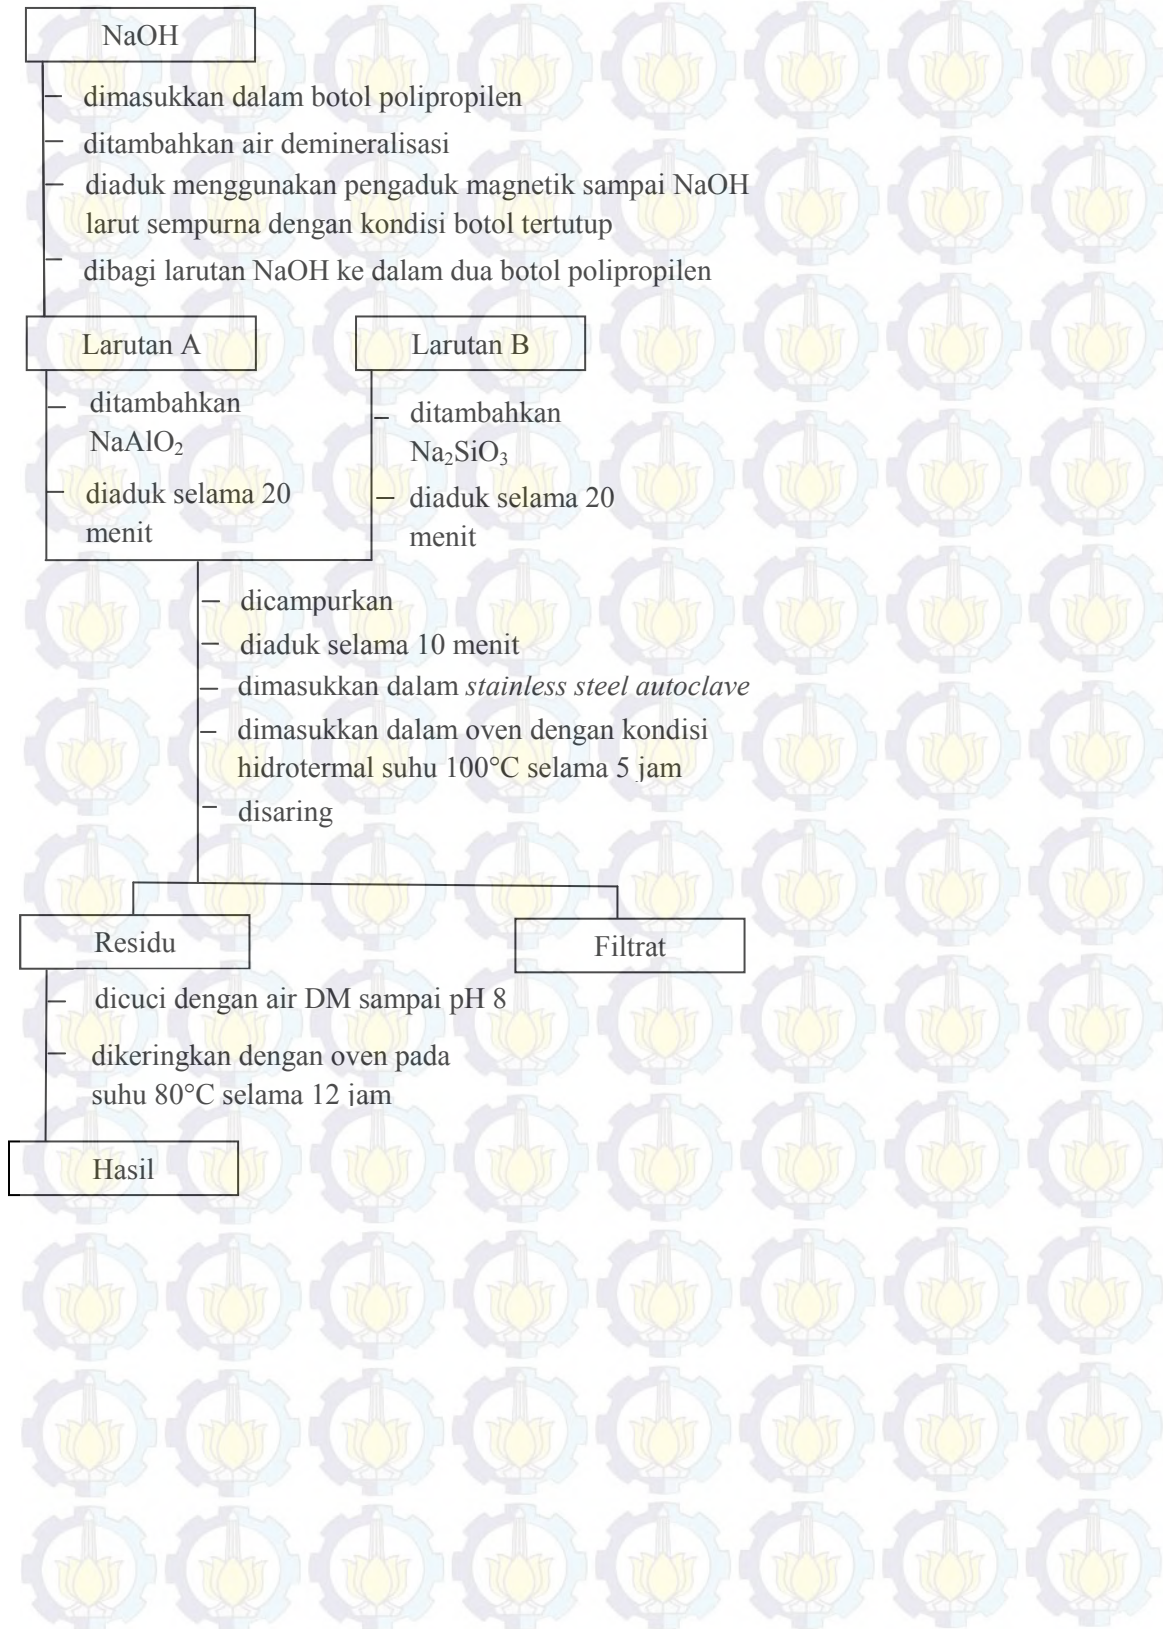 NaOH
– dimasukkan dalam botol polipropilen
– ditambahkan air demineralisasi
– diaduk menggunakan pengaduk magnetik sampai NaOH
larut sempurna dengan kondisi botol tertutup
– dibagi larutan NaOH ke dalam dua botol polipropilen
Larutan A
– ditambahkan
NaAlO₂
– diaduk selama 20
menit
Larutan B
– ditambahkan
Na₂SiO₃
– diaduk selama 20
menit
– dicampurkan
– diaduk selama 10 menit
– dimasukkan dalam stainless steel autoclave
– dimasukkan dalam oven dengan kondisi
hidrotermal suhu 100°C selama 5 jam
– disaring
Residu
Filtrat
– dicuci dengan air DM sampai pH 8
– dikeringkan dengan oven pada
suhu 80°C selama 12 jam
Hasil